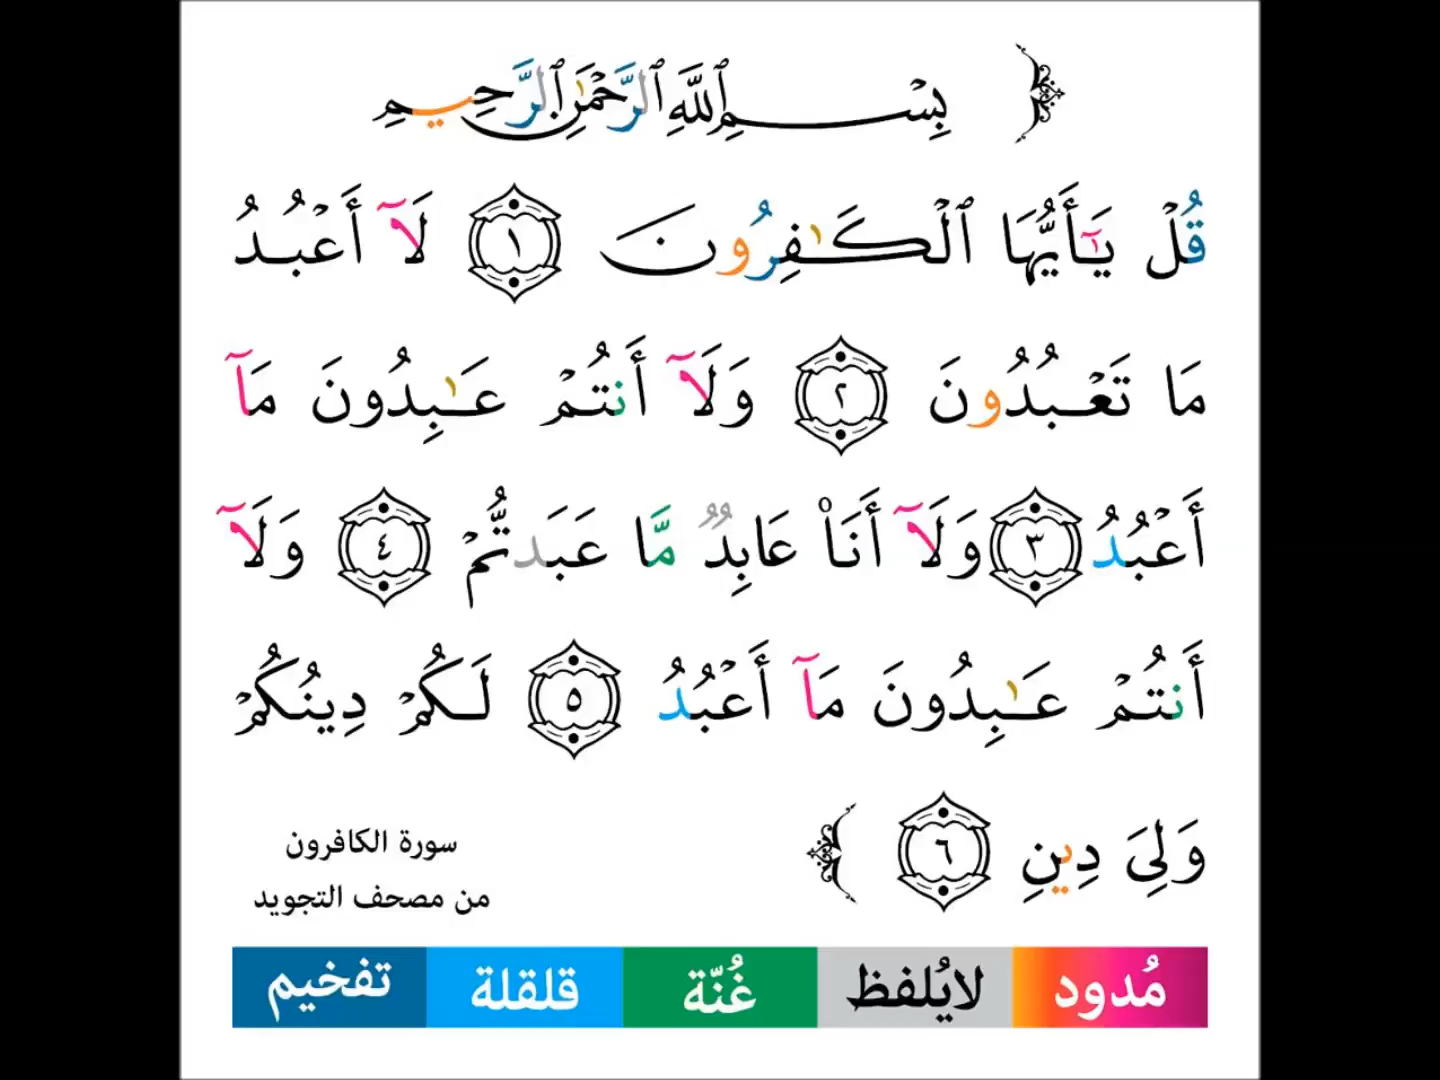 بِسْمِ ٱللَّهِ ٱلرَّحْمَٰنِ ٱلرَّحِيمِ
قُلْ يَٰٓأَيُّهَا ٱلْكَٰفِرُونَ ١ لَآ أَعْبُدُ
مَا تَعْبُدُونَ ٢ وَلَآ أَنتُمْ عَٰبِدُونَ مَآ
أَعْبُدُ ٣ وَلَآ أَنَا۠ عَابِدٌ مَّا عَبَدتُّمْ ٤ وَلَآ
أَنتُمْ عَٰبِدُونَ مَآ أَعْبُدُ ٥ لَكُمْ دِينُكُمْ
وَلِىَ دِينِ ٦
سورة الكافرون
من مصحف التجويد
مُدود لايُلفظ غُنّة قلقلة تفخيم